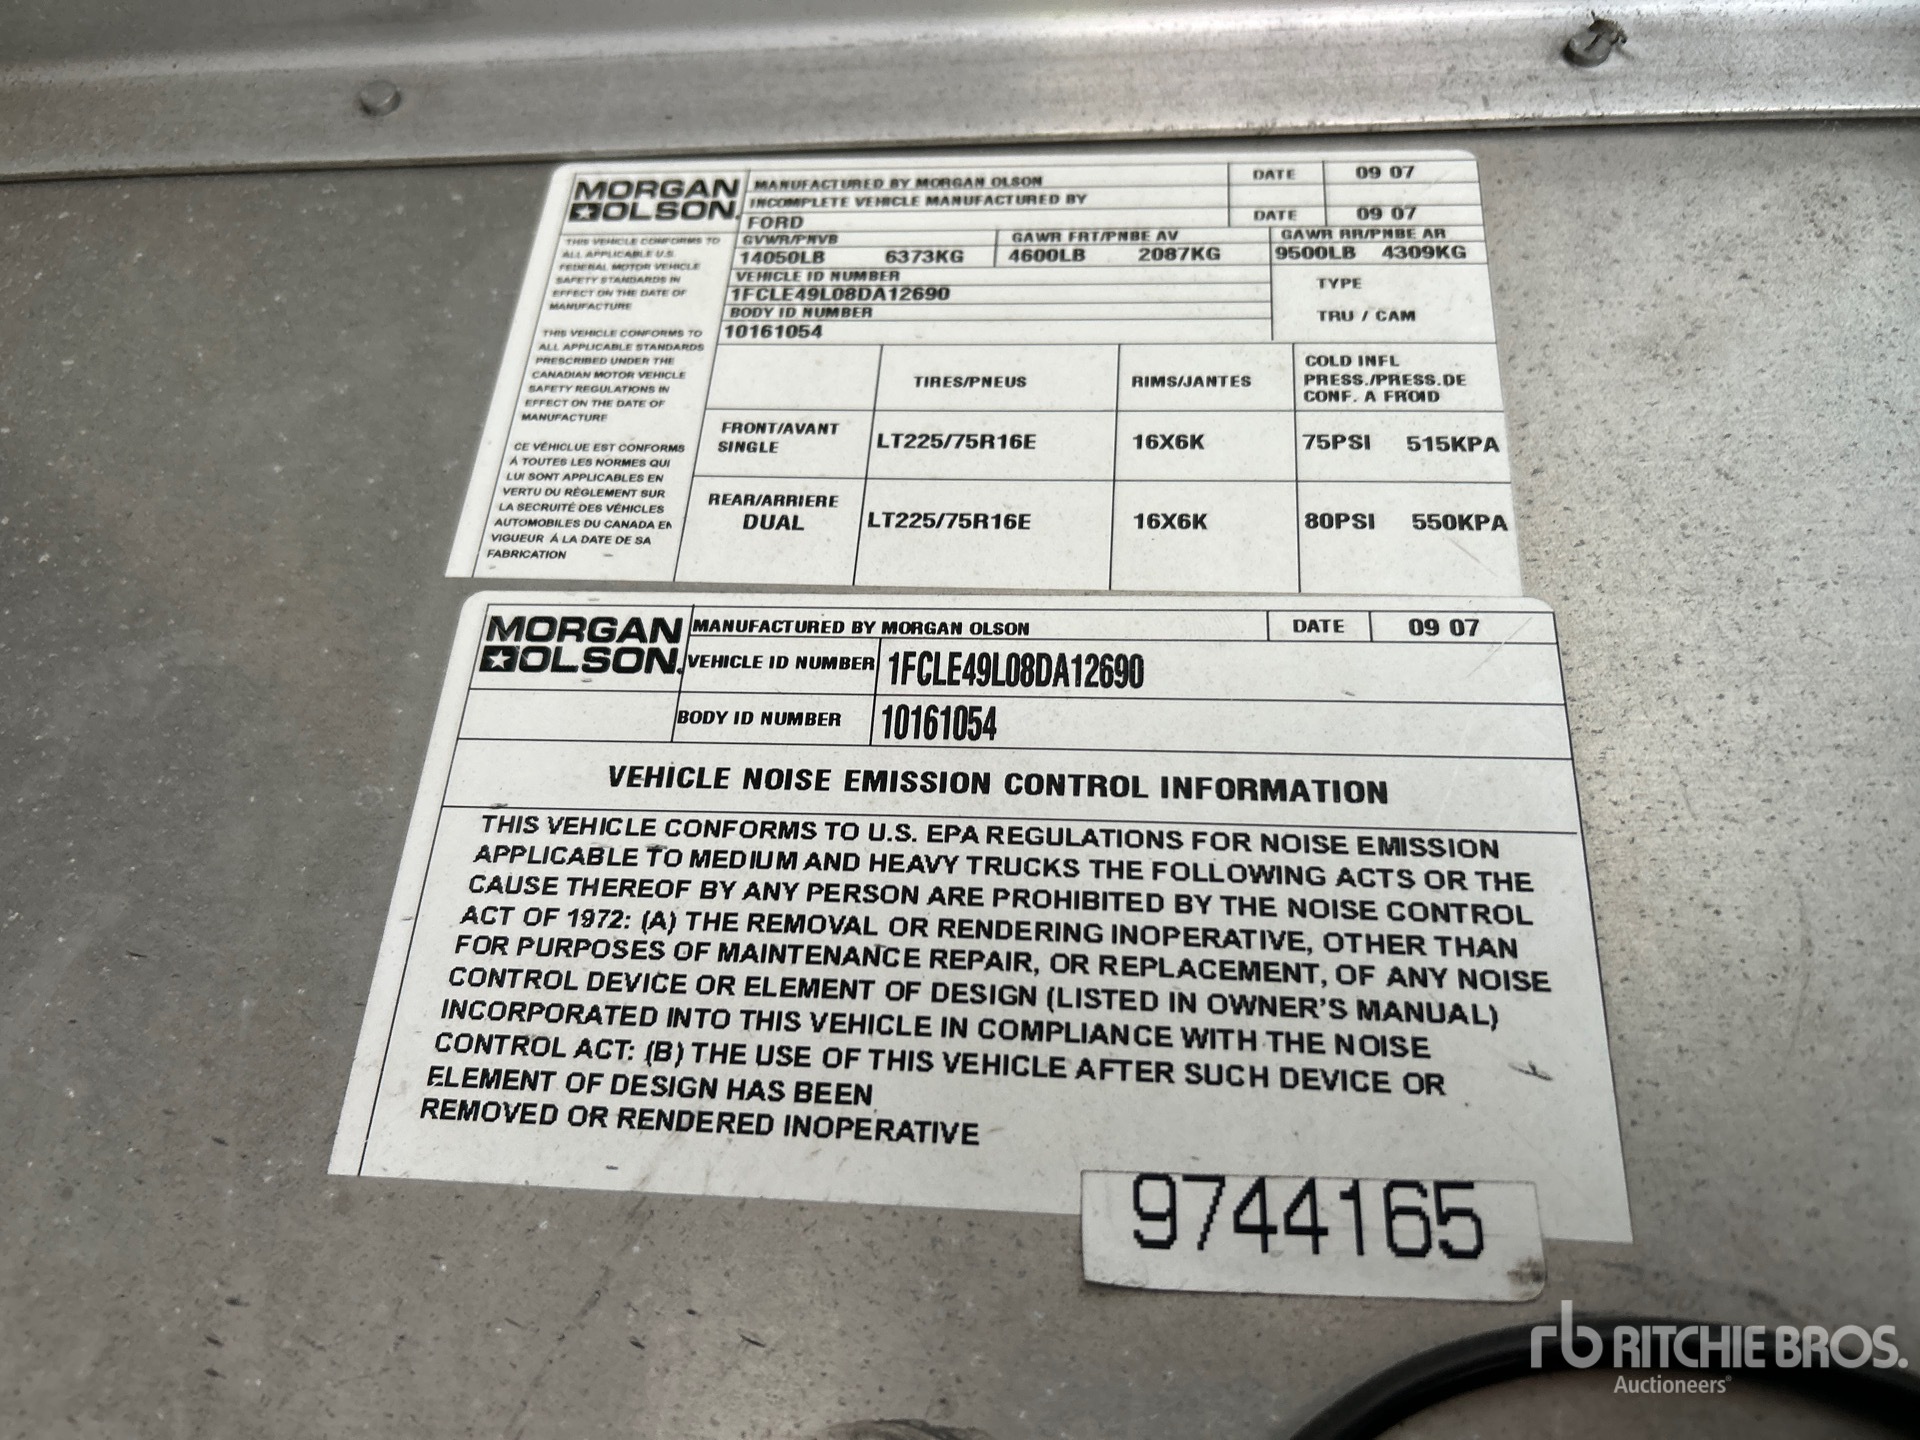 MORGAN OLSON.
MANUFACTURED BY MORGAN OLSON DATE 09 07
INCOMPLETE VEHICLE MANUFACTURED BY
FORD DATE 09 07
GVWR/PNVB GAWR FRT/PNBE AV GAWR RR/PNBE AR
14050LB 6373KG 4600LB 2087KG 9500LB 4309KG
VEHICLE ID NUMBER
1FCLE49L08DA12690
BODY ID NUMBER
10161054
TYPE
TRU / CAM
THIS VEHICLE CONFORMS TO
ALL APPLICABLE U.S.
FEDERAL MOTOR VEHICLE
SAFETY STANDARDS IN
EFFECT ON THE DATE OF
MANUFACTURE
THIS VEHICLE CONFORMS TO
ALL APPLICABLE STANDARDS
PRESCRIBED UNDER THE
CANADIAN MOTOR VEHICLE
SAFETY REGULATIONS IN
EFFECT ON THE DATE OF
MANUFACTURE
CE VÉHICLUE EST CONFORMS
À TOUTES LES NORMES QUI
LUI SONT APPLICABLES EN
VERTU DU RÈGLEMENT SUR
LA SECRUITÉ DES VÉHICLES
AUTOMOBILES DU CANADA EN
VIGUEUR À LA DATE DE SA
FABRICATION
TIRES/PNEUS RIMS/JANTES COLD INFL
PRESS./PRESS.DE
CONF. A FROID
FRONT/AVANT
SINGLE LT225/75R16E 16X6K 75PSI 515KPA
REAR/ARRIERE
DUAL LT225/75R16E 16X6K 80PSI 550KPA
MORGAN OLSON.
MANUFACTURED BY MORGAN OLSON DATE 09 07
VEHICLE ID NUMBER 1FCLE49L08DA12690
BODY ID NUMBER 10161054
VEHICLE NOISE EMISSION CONTROL INFORMATION
THIS VEHICLE CONFORMS TO U.S. EPA REGULATIONS FOR NOISE EMISSION
APPLICABLE TO MEDIUM AND HEAVY TRUCKS THE FOLLOWING ACTS OR THE
CAUSE THEREOF BY ANY PERSON ARE PROHIBITED BY THE NOISE CONTROL
ACT OF 1972: (A) THE REMOVAL OR RENDERING INOPERATIVE, OTHER THAN
FOR PURPOSES OF MAINTENANCE REPAIR, OR REPLACEMENT, OF ANY NOISE
CONTROL DEVICE OR ELEMENT OF DESIGN (LISTED IN OWNER'S MANUAL)
INCORPORATED INTO THIS VEHICLE IN COMPLIANCE WITH THE NOISE
CONTROL ACT: (B) THE USE OF THIS VEHICLE AFTER SUCH DEVICE OR
ELEMENT OF DESIGN HAS BEEN
REMOVED OR RENDERED INOPERATIVE
9744165
rb RITCHIE BROS.
Auctioneers